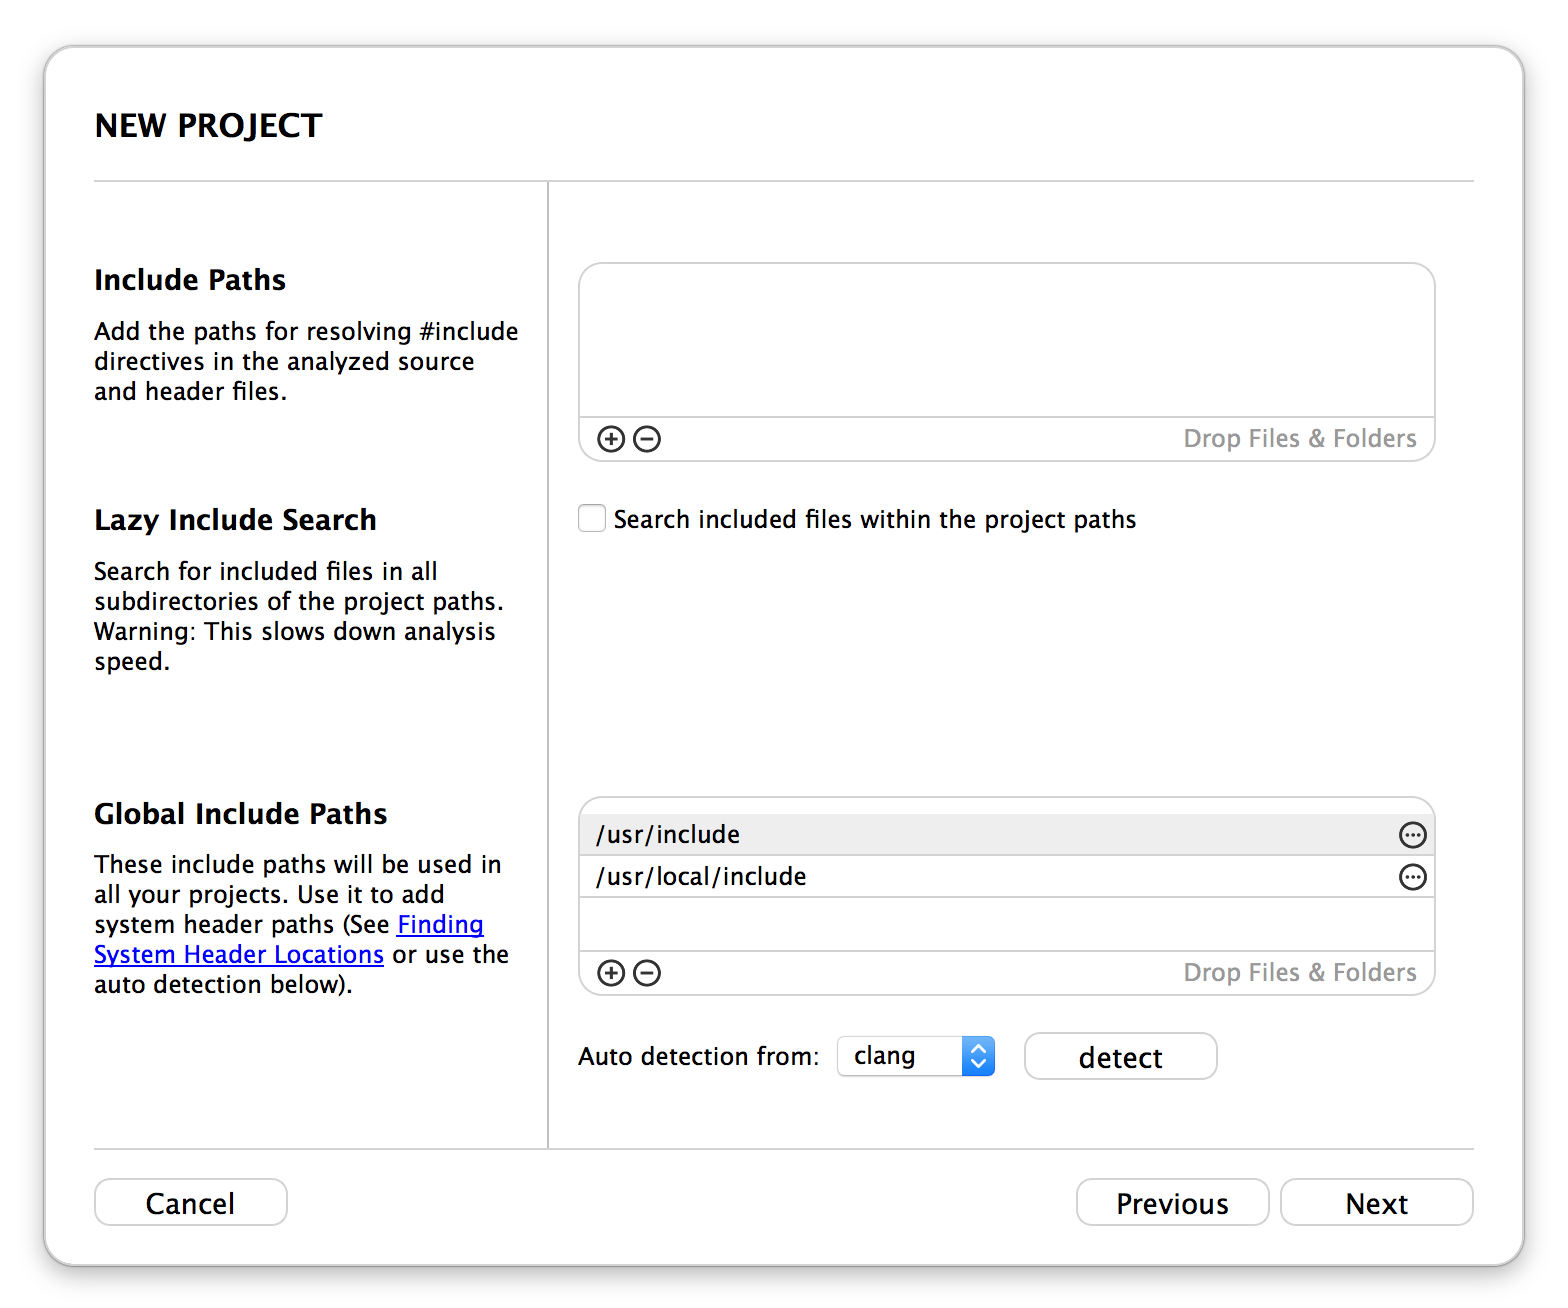 NEW PROJECT
Include Paths
Add the paths for resolving #include
directives in the analyzed source
and header files.
Drop Files & Folders
Lazy Include Search
Search for included files in all
subdirectories of the project paths.
Warning: This slows down analysis
speed.
Search included files within the project paths
Global Include Paths
These include paths will be used in
all your projects. Use it to add
system header paths (See Finding
System Header Locations or use the
auto detection below).
/usr/include
/usr/local/include
Drop Files & Folders
Auto detection from: clang detect
Cancel Previous Next